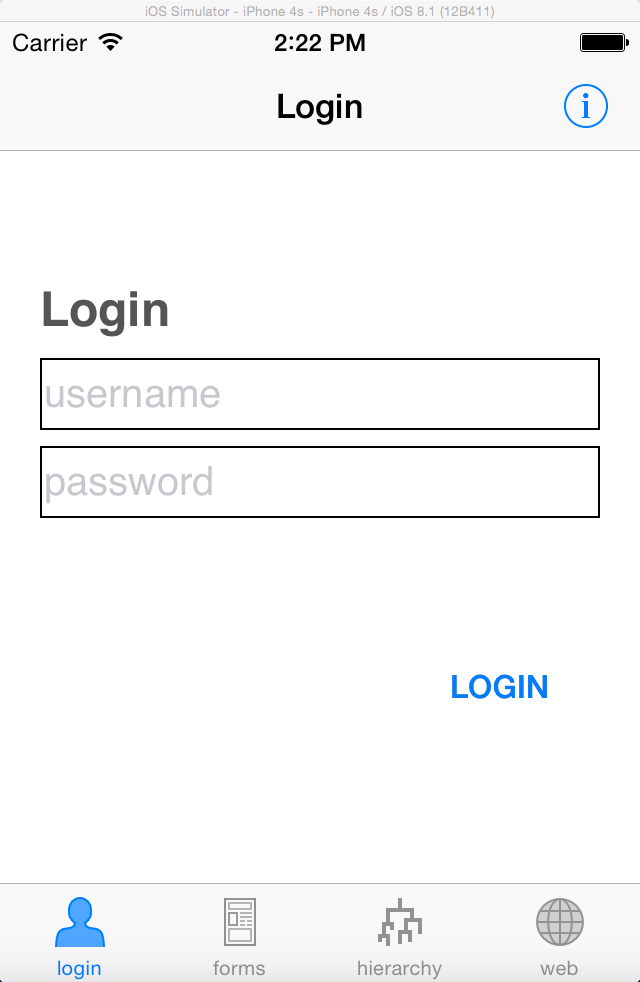 iOS Simulator - iPhone 4s - iPhone 4s / iOS 8.1 (12B411)
Carrier 2:22 PM
Login i
Login
username
password
LOGIN
login forms hierarchy web